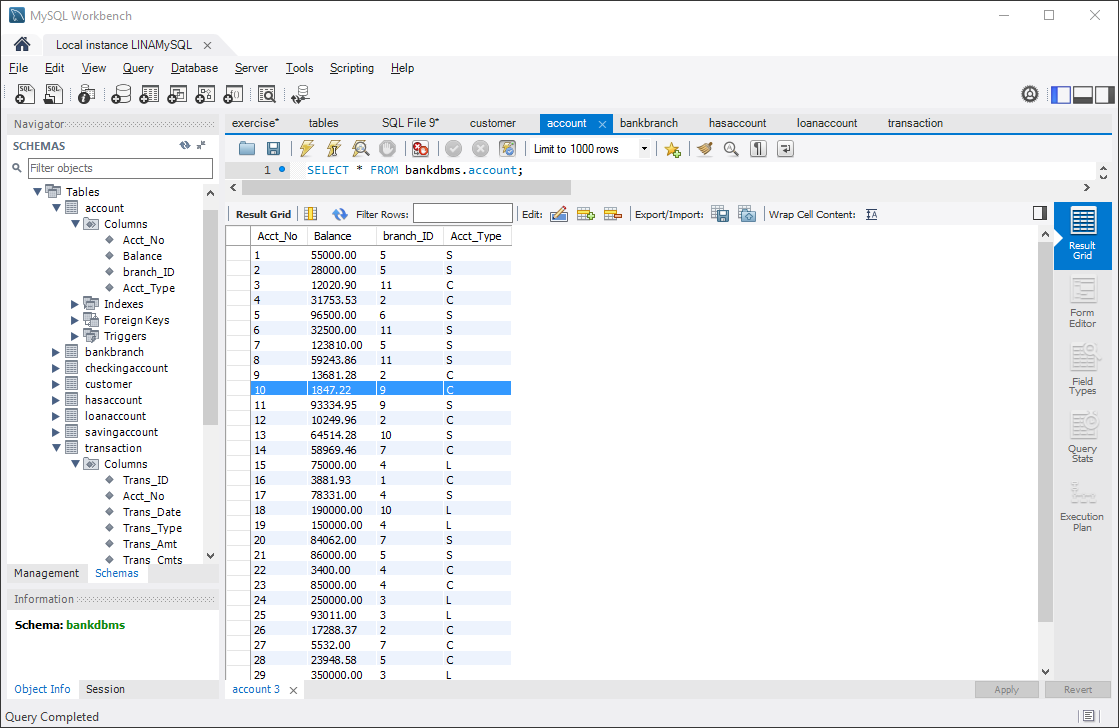 MySQL Workbench
Local instance LINAMySQL
File Edit View Query Database Server Tools Scripting Help
Navigator
SCHEMAS
Filter objects
Tables
account
Columns
Acct_No
Balance
branch_ID
Acct_Type
Indexes
Foreign Keys
Triggers
bankbranch
checkingaccount
customer
hasaccount
loanaccount
savingaccount
transaction
Columns
Trans_ID
Acct_No
Trans_Date
Trans_Type
Trans_Amt
Trans_Cmts
Management Schemas
Information
Schema: bankdbms
Object Info Session
exercise* tables SQL File 9* customer account bankbranch hasaccount loanaccount transaction
Limit to 1000 rows
1 SELECT * FROM bankdbms.account;
Result Grid Filter Rows: Edit: Export/Import: Wrap Cell Content:
Acct_No Balance branch_ID Acct_Type
1 55000.00 5 S
2 28000.00 5 S
3 12020.90 11 C
4 31753.53 2 C
5 96500.00 6 S
6 32500.00 11 S
7 123810.00 5 S
8 59243.86 11 S
9 13681.28 2 C
10 1847.22 9 C
11 93334.95 9 S
12 10249.96 2 C
13 64514.28 10 S
14 58969.46 7 C
15 75000.00 4 L
16 3881.93 1 C
17 78331.00 4 S
18 190000.00 10 L
19 150000.00 4 L
20 84062.00 7 S
21 86000.00 5 S
22 3400.00 4 C
23 85000.00 4 C
24 250000.00 3 L
25 93011.00 3 L
26 17288.37 2 C
27 5532.00 7 C
28 23948.58 5 C
29 350000.00 3 L
Result
Grid
Form
Editor
Field
Types
Query
Stats
Execution
Plan
account 3
Apply Revert
Query Completed